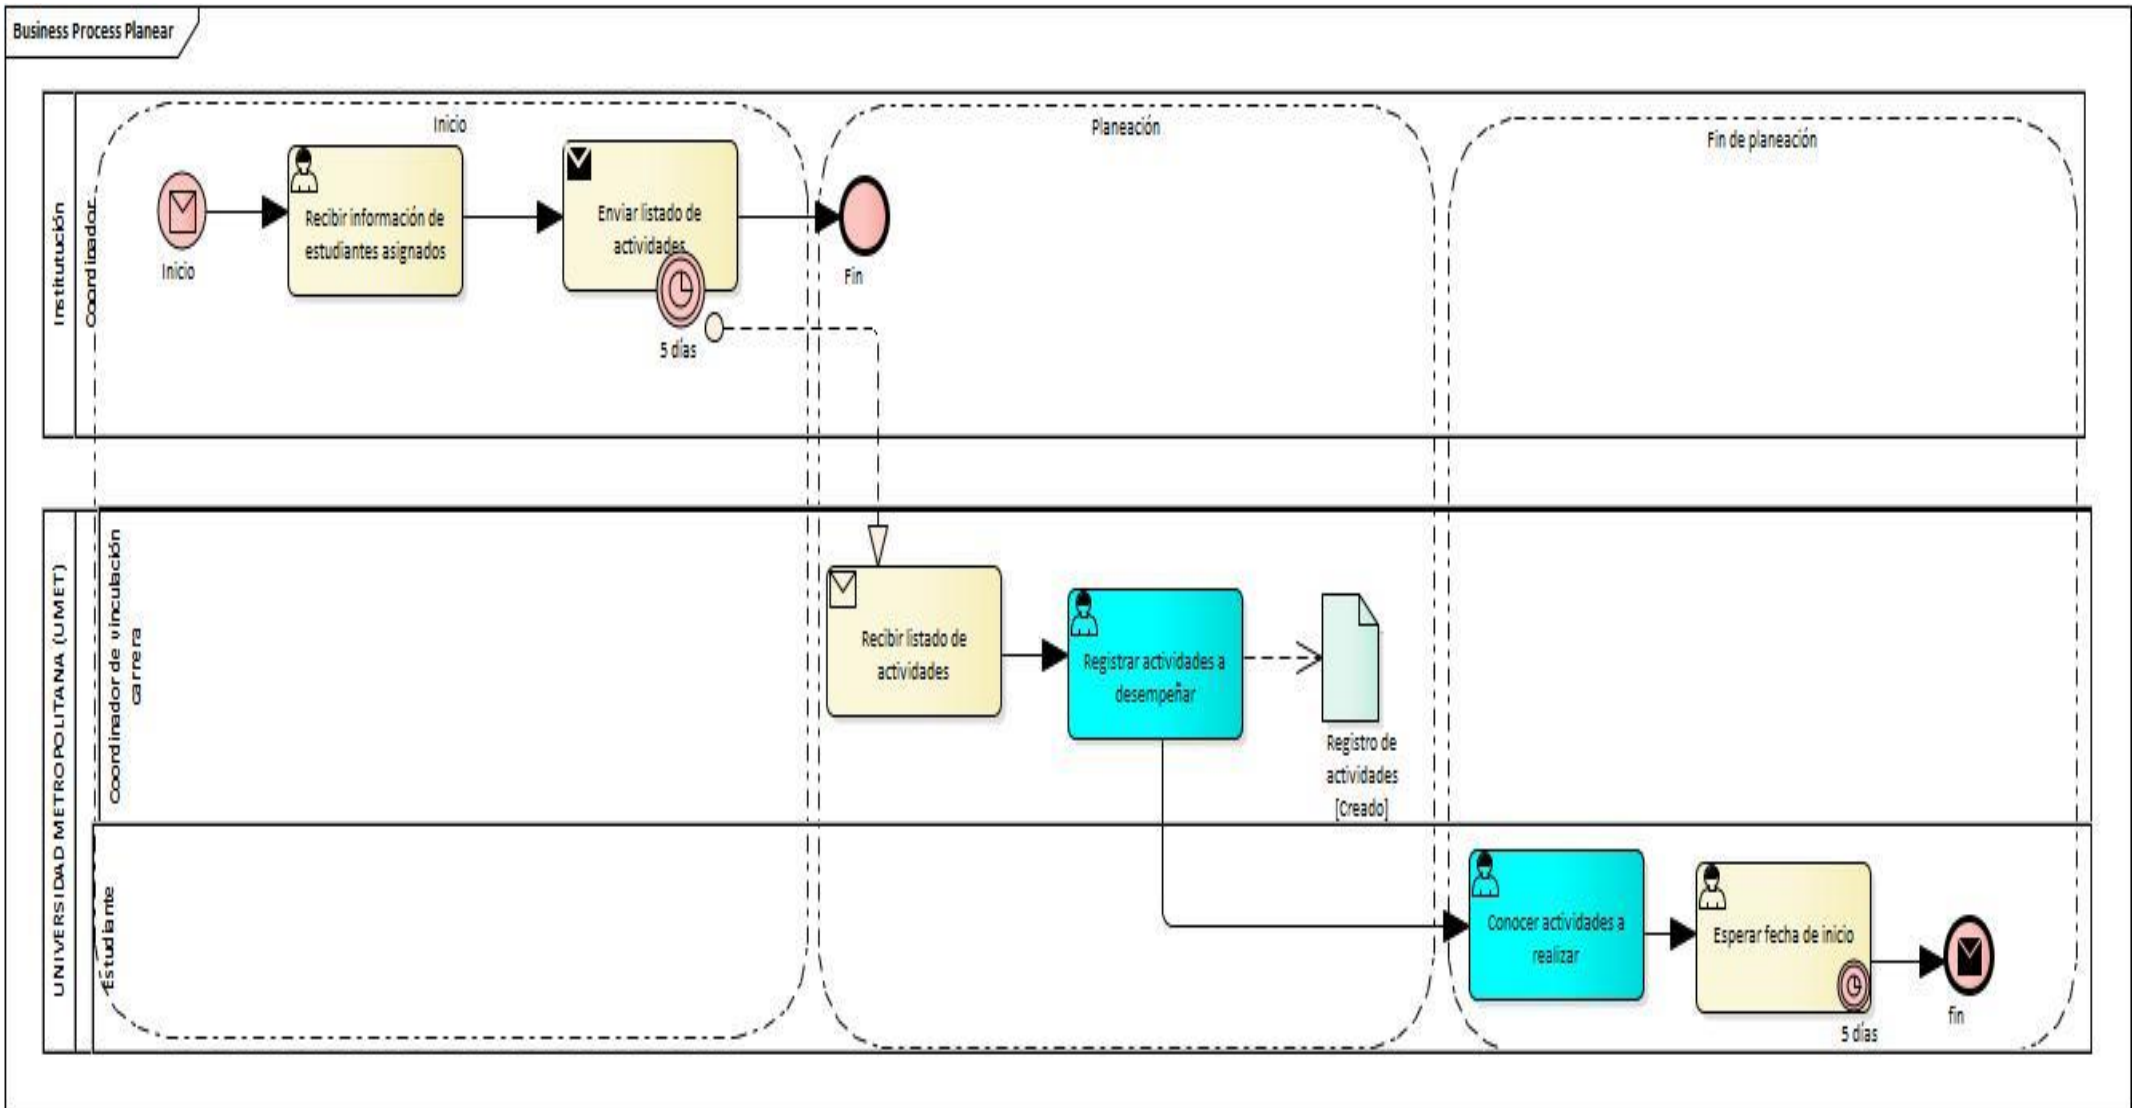 Business Process Planear
Institutución
Coordinador
Inicio
Inicio
Recibir información de
estudiantes asignados
Enviar listado de
actividades
5 días
Fin
Planeación
Fin de planeación
UNIVERSIDAD METROPOLITANA (UMET)
Coordinador de vinculación
carrera
Recibir listado de
actividades
Registrar actividades a
desempeñar
Registro de
actividades
[Creado]
Estudiante
Conocer actividades a
realizar
Esperar fecha de inicio
5 días
fin